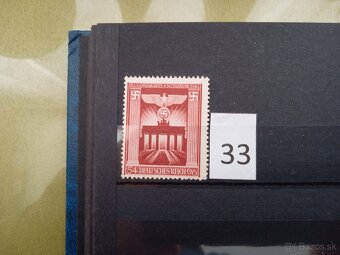 54 DEUTSCHES REICH 96
33
bazos.sk